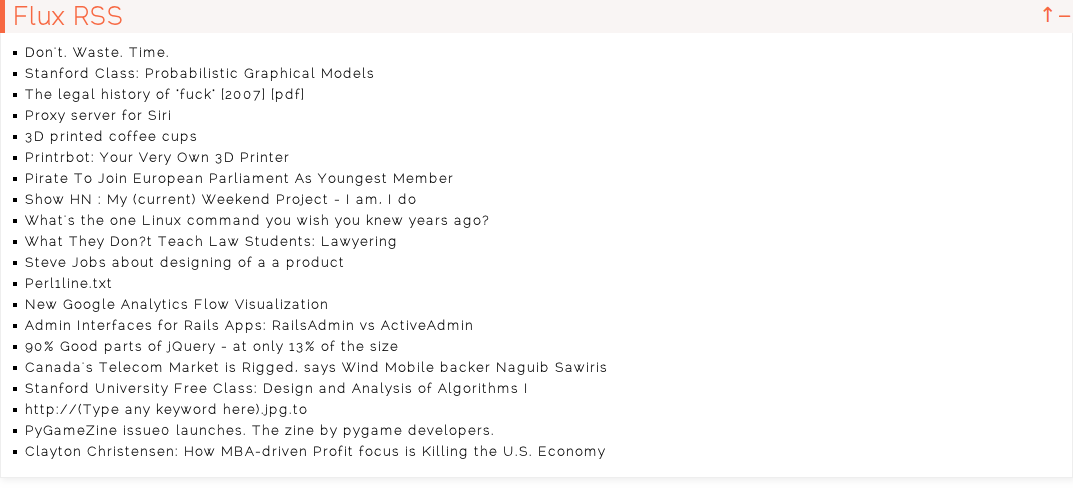 Flux RSS
Don't. Waste. Time.
Stanford Class: Probabilistic Graphical Models
The legal history of "fuck" [2007] [pdf]
Proxy server for Siri
3D printed coffee cups
Printrbot: Your Very Own 3D Printer
Pirate To Join European Parliament As Youngest Member
Show HN : My (current) Weekend Project - I am, I do
What's the one Linux command you wish you knew years ago?
What They Don?t Teach Law Students: Lawyering
Steve Jobs about designing of a a product
Perl1line.txt
New Google Analytics Flow Visualization
Admin Interfaces for Rails Apps: RailsAdmin vs ActiveAdmin
90% Good parts of jQuery - at only 13% of the size
Canada's Telecom Market is Rigged, says Wind Mobile backer Naguib Sawiris
Stanford University Free Class: Design and Analysis of Algorithms I
http://(Type any keyword here).jpg.to
PyGameZine issue0 launches. The zine by pygame developers.
Clayton Christensen: How MBA-driven Profit focus is Killing the U.S. Economy